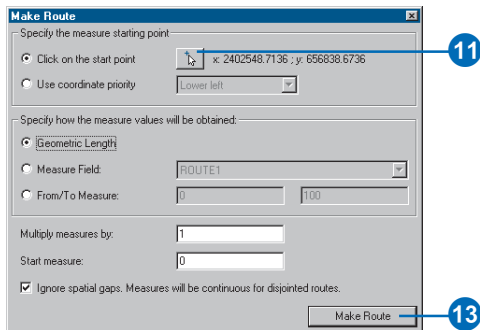 Make Route
Specify the measure starting point
Click on the start point x: 2402548.7136 ; y: 656838.6736 11
Use coordinate priority Lower left
Specify how the measure values will be obtained:
Geometric Length
Measure Field: ROUTE1
From/To Measure: 0 100
Multiply measures by: 1
Start measure: 0
Ignore spatial gaps. Measures will be continuous for disjointed routes.
Make Route 13